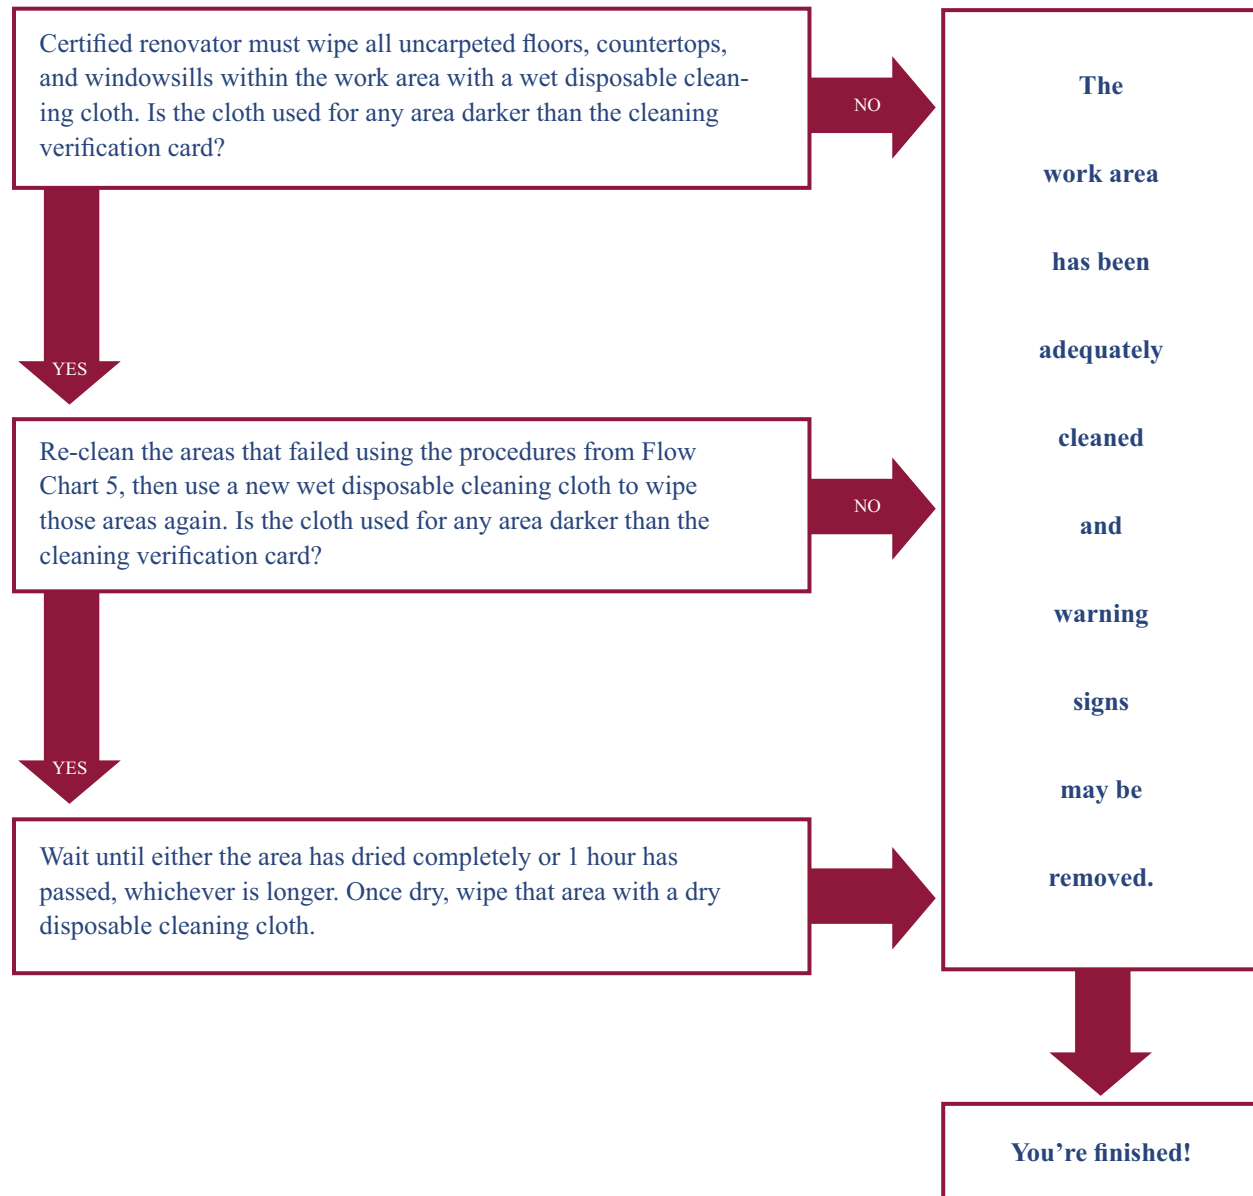 Certified renovator must wipe all uncarpeted floors, countertops,
and windowsills within the work area with a wet disposable clean-
ing cloth. Is the cloth used for any area darker than the cleaning
verification card?
NO
YES
Re-clean the areas that failed using the procedures from Flow
Chart 5, then use a new wet disposable cleaning cloth to wipe
those areas again. Is the cloth used for any area darker than the
cleaning verification card?
NO
YES
Wait until either the area has dried completely or 1 hour has
passed, whichever is longer. Once dry, wipe that area with a dry
disposable cleaning cloth.
The
work area
has been
adequately
cleaned
and
warning
signs
may be
removed.
You’re finished!